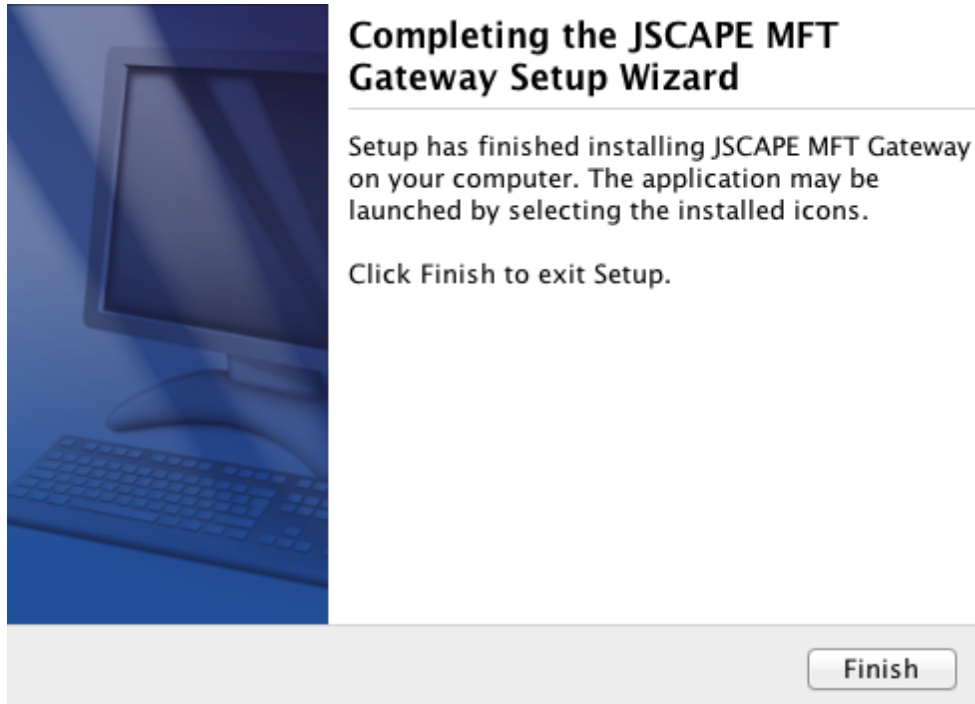 Completing the JSCAPE MFT
Gateway Setup Wizard
Setup has finished installing JSCAPE MFT Gateway
on your computer. The application may be
launched by selecting the installed icons.
Click Finish to exit Setup.
Finish